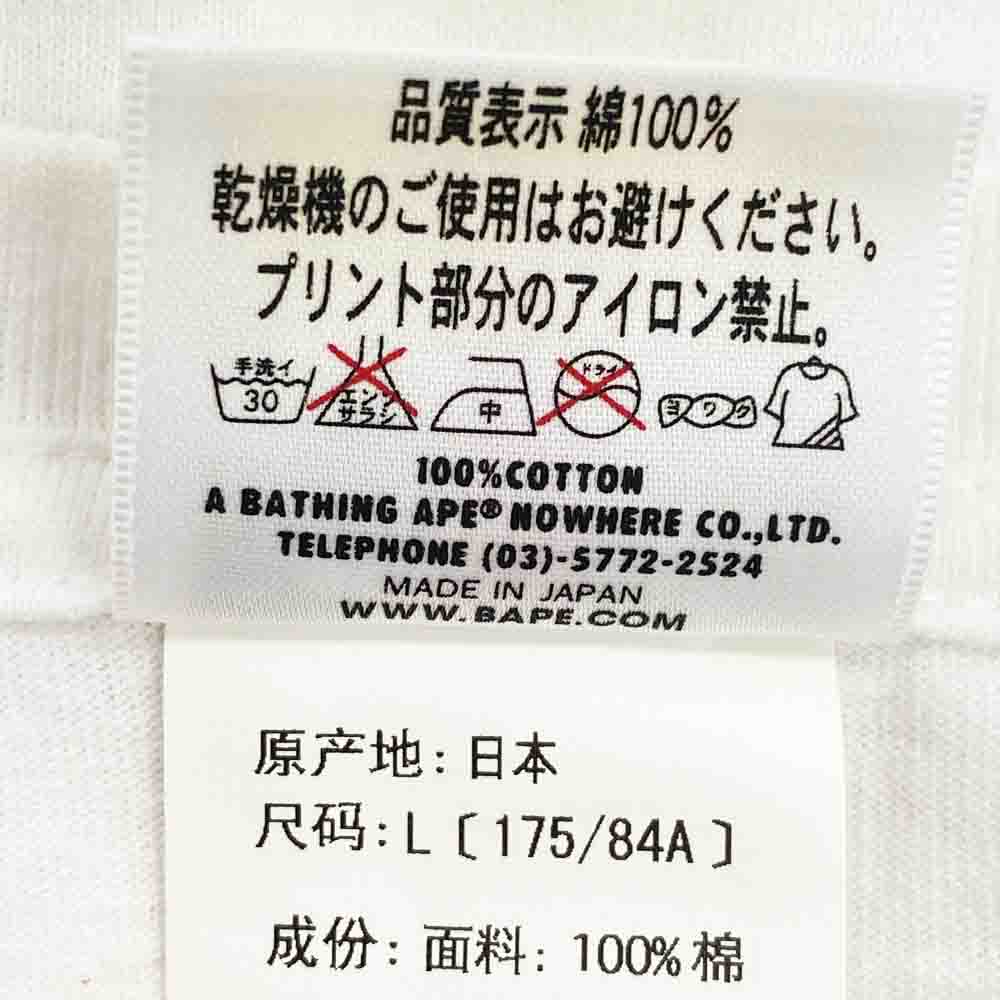 品質表示 綿100%
乾燥機のご使用はお避けください。
プリント部分のアイロン禁止。
手洗イ 30 エンソ サラシ 中 ドライ ヨワク
100%COTTON
A BATHING APE® NOWHERE CO.,LTD.
TELEPHONE (03)-5772-2524
MADE IN JAPAN
WWW.BAPE.COM
原产地: 日本
尺码: L〔175/84A〕
成份: 面料: 100%棉